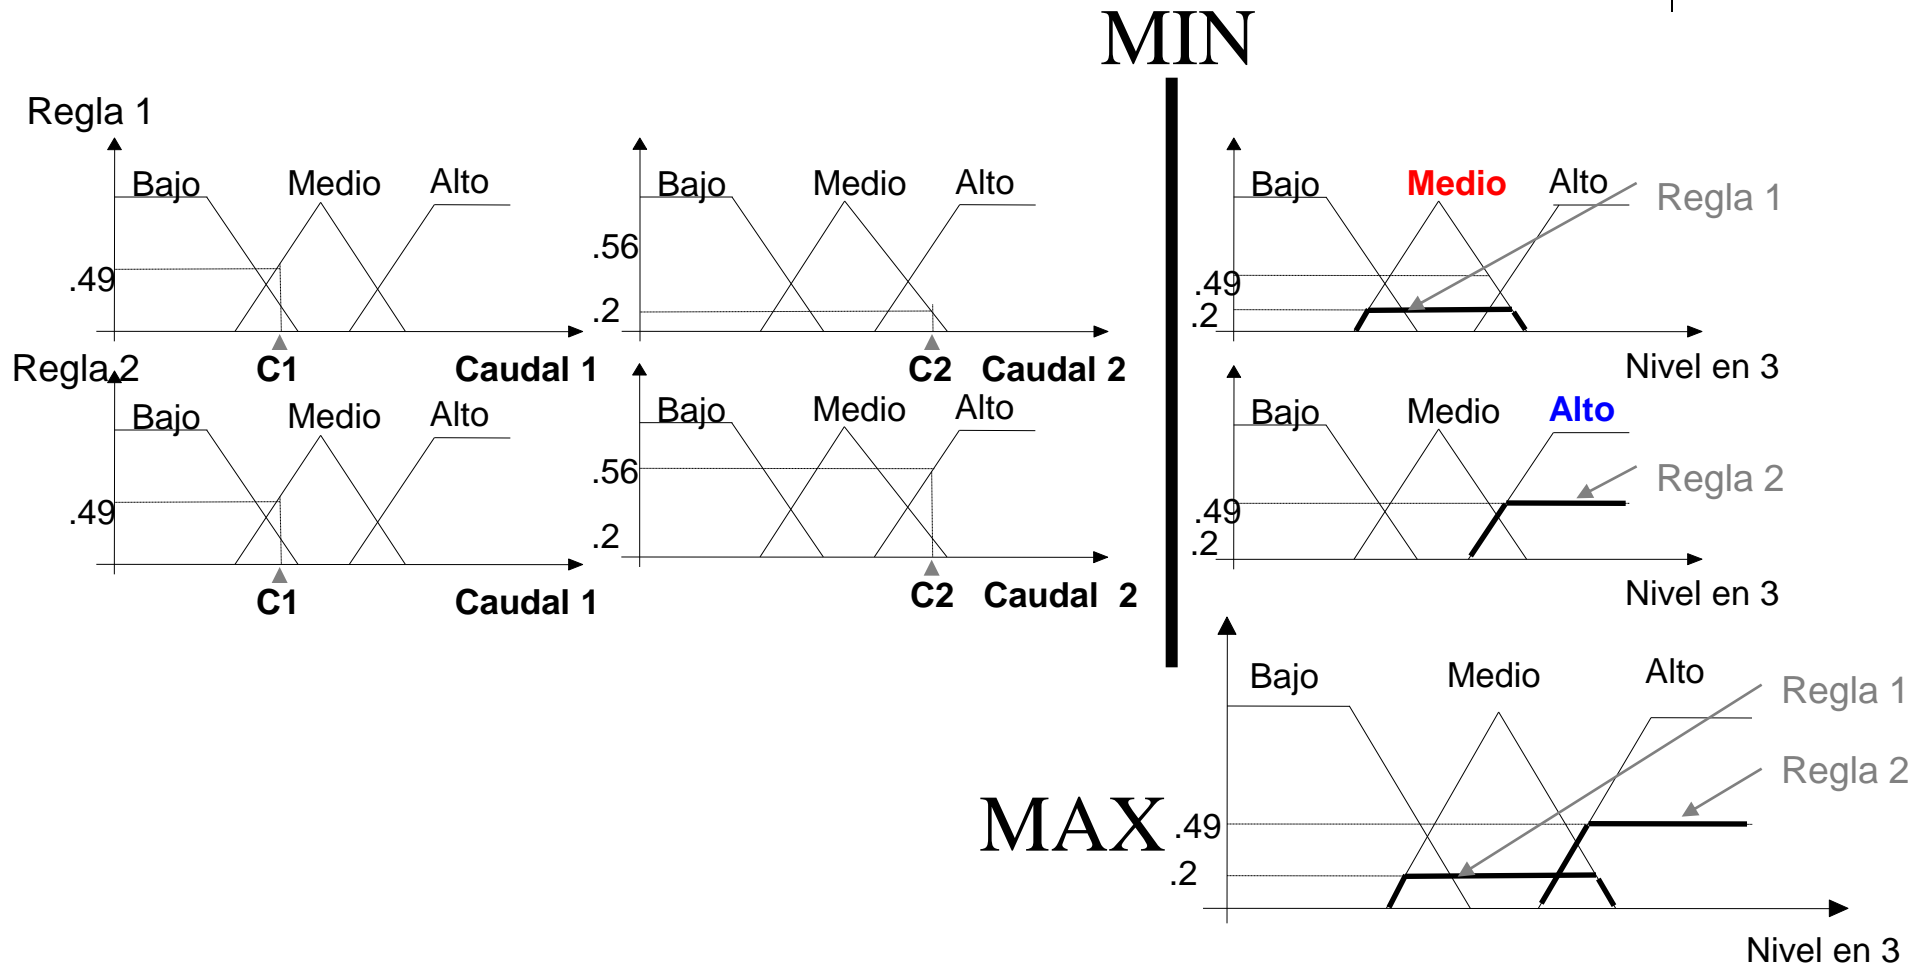 MIN
Regla 1
Bajo Medio Alto
.49
C1 Caudal 1
Bajo Medio Alto
.56
.2
C2 Caudal 2
Bajo Medio Alto
Regla 1
.49
.2
Nivel en 3
Regla 2
Bajo Medio Alto
.49
C1 Caudal 1
Bajo Medio Alto
.56
.2
C2 Caudal 2
Bajo Medio Alto
Regla 2
.49
.2
Nivel en 3
MAX
Bajo Medio Alto
Regla 1
Regla 2
.49
.2
Nivel en 3